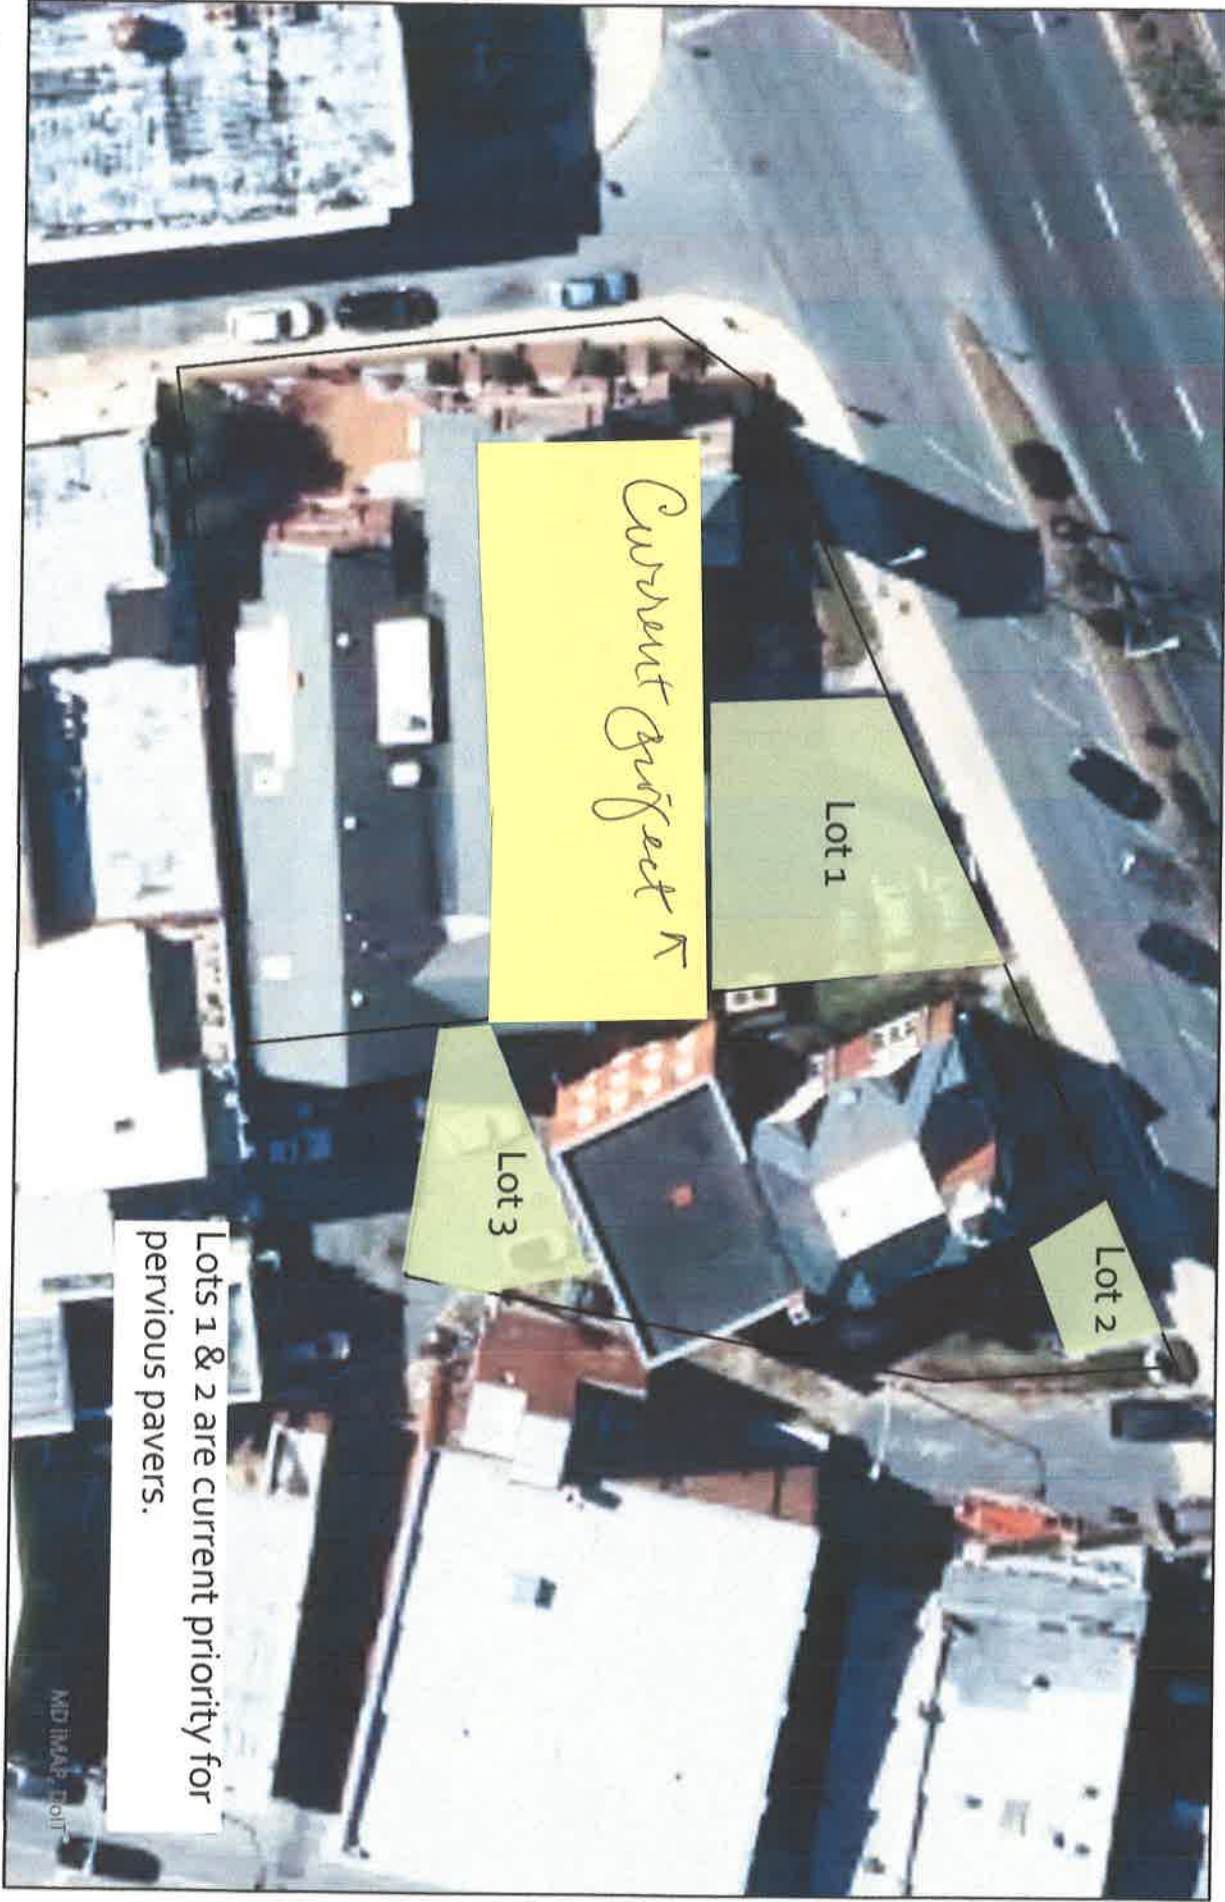 Lot 2
Lot 1
Current project ↗
Lot 3
Lots 1 & 2 are current priority for
pervious pavers.
MD iMAP, DoIT